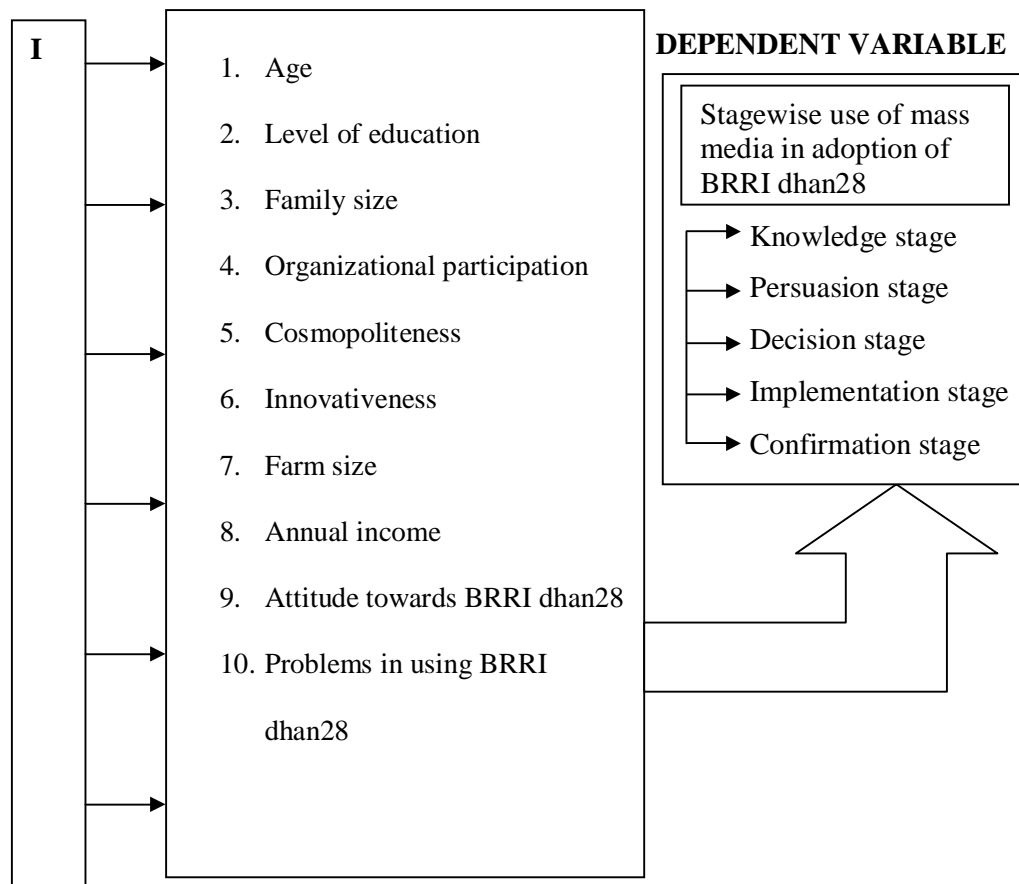 I
1. Age
2. Level of education
3. Family size
4. Organizational participation
5. Cosmopoliteness
6. Innovativeness
7. Farm size
8. Annual income
9. Attitude towards BRRI dhan28
10. Problems in using BRRI
dhan28
DEPENDENT VARIABLE
Stagewise use of mass
media in adoption of
BRRI dhan28
Knowledge stage
Persuasion stage
Decision stage
Implementation stage
Confirmation stage